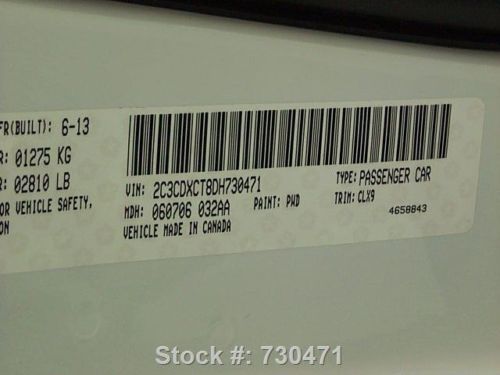 FR(BUILT): 6-13
R: 01275 KG
R: 02810 LB
OR VEHICLE SAFETY,
ON
VIN: 2C3CDXCT8DH730471
TYPE: PASSENGER CAR
MDH: 060706 032AA
PAINT: PWD
TRIM: CLX9
VEHICLE MADE IN CANADA
4658843
Stock #: 730471